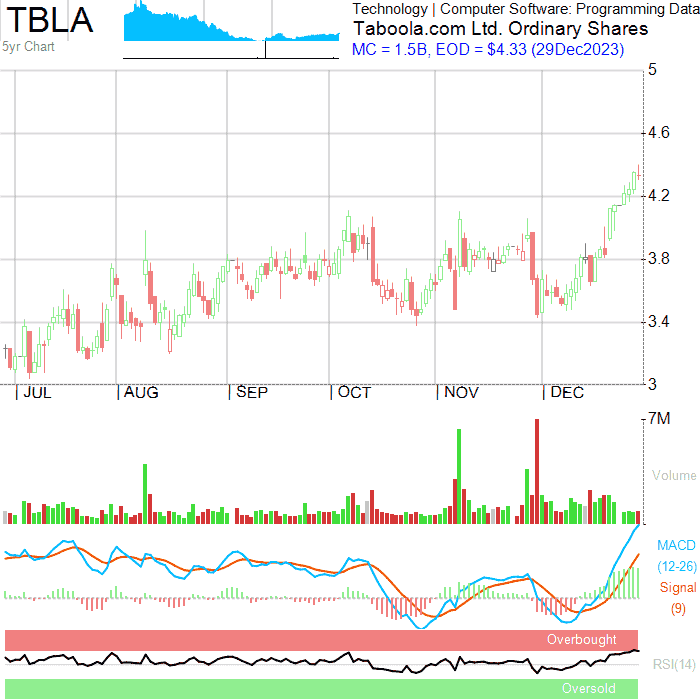 TBLA
5yr Chart
Technology | Computer Software: Programming Data
Taboola.com Ltd. Ordinary Shares
MC = 1.5B, EOD = $4.33 (29Dec2023)
5
4.6
4.2
3.8
3.4
3
| JUL | AUG | SEP | OCT | NOV | DEC
7M
Volume
MACD
(12-26)
Signal
(9)
Overbought
RSI(14)
Oversold